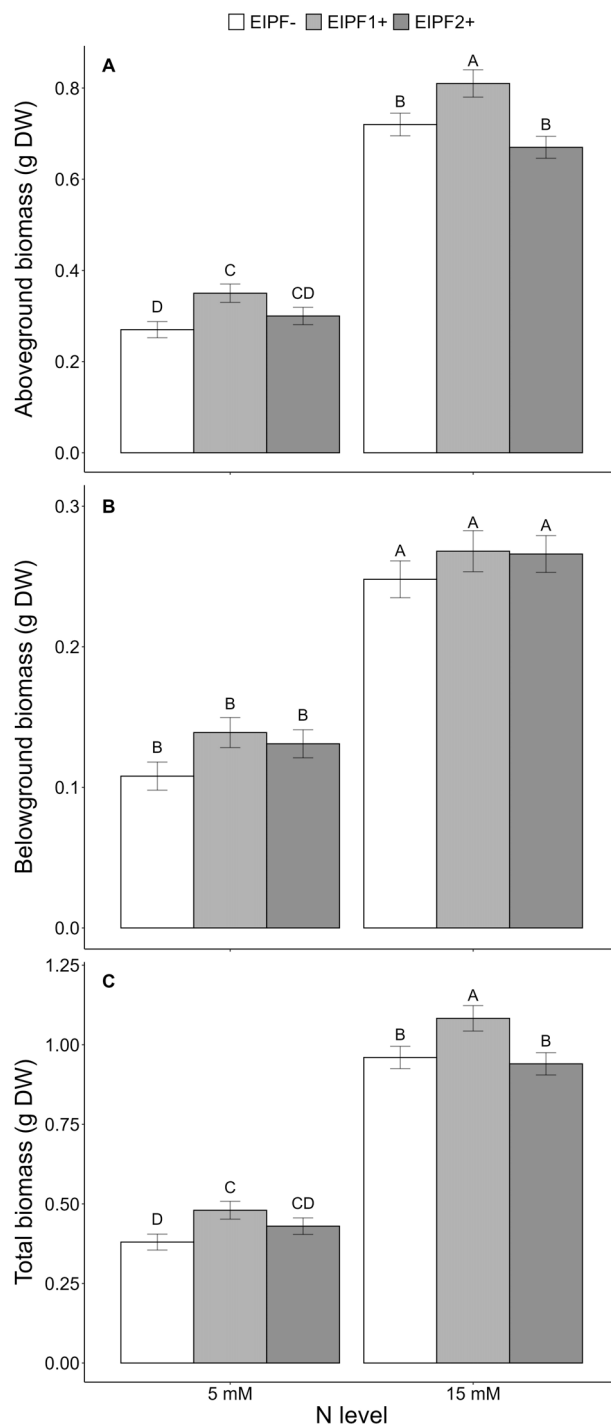 EIPF- EIPF1+ EIPF2+
A
Aboveground biomass (g DW)
0.8
0.6
0.4
0.2
0.0
D
C
CD
B
A
B
B
Belowground biomass (g DW)
0.3
0.2
0.1
0.0
B
B
B
A
A
A
C
Total biomass (g DW)
1.25
1.00
0.75
0.50
0.25
0.00
D
C
CD
B
A
B
5 mM 15 mM
N level